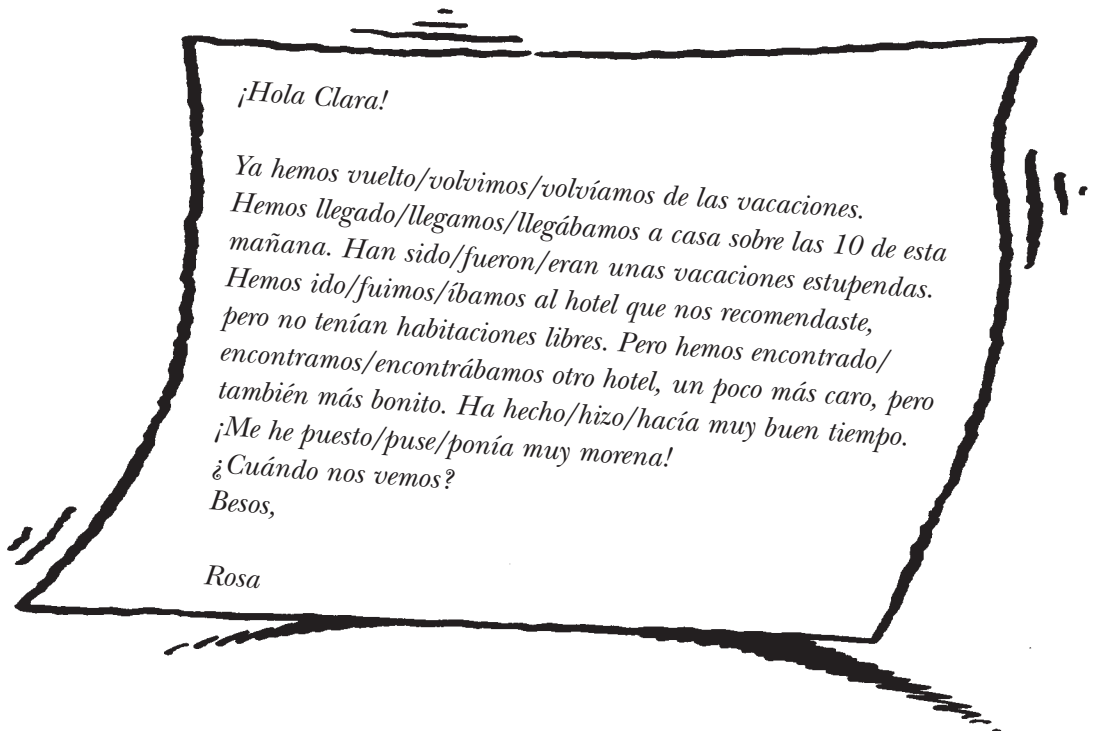 ¡Hola Clara!
Ya hemos vuelto/volvimos/volvíamos de las vacaciones.
Hemos llegado/llegamos/llegábamos a casa sobre las 10 de esta
mañana. Han sido/fueron/eran unas vacaciones estupendas.
Hemos ido/fuimos/íbamos al hotel que nos recomendaste,
pero no tenían habitaciones libres. Pero hemos encontrado/
encontramos/encontrábamos otro hotel, un poco más caro, pero
también más bonito. Ha hecho/hizo/hacía muy buen tiempo.
¡Me he puesto/puse/ponía muy morena!
¿Cuándo nos vemos?
Besos,
Rosa